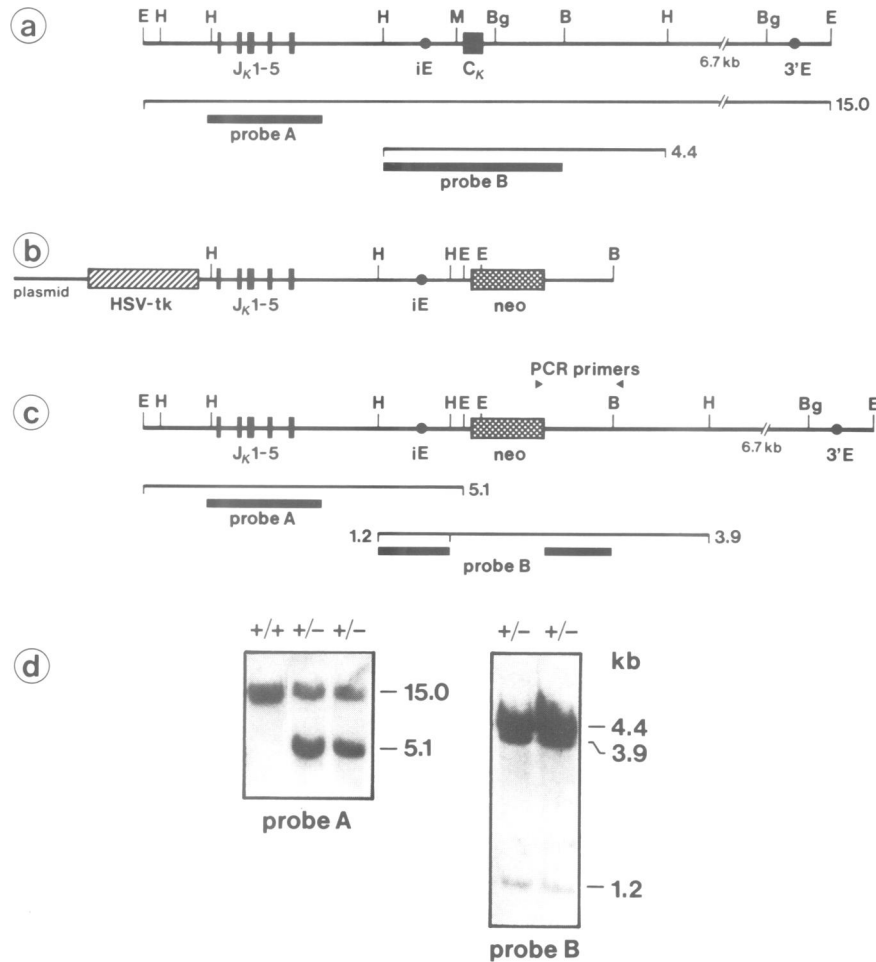 a
E H H H M Bg B H Bg E
Jκ1-5 iE Cκ 6.7 kb 3'E
15.0
probe A
4.4
probe B
b
H H H E E B
plasmid HSV-tk Jκ1-5 iE neo
PCR primers
c
E H H H H E E B H Bg E
Jκ1-5 iE neo 6.7 kb 3'E
5.1
probe A
1.2 3.9
probe B
d
+/+ +/− +/− +/− +/− kb
15.0
5.1
4.4
3.9
1.2
probe A
probe B